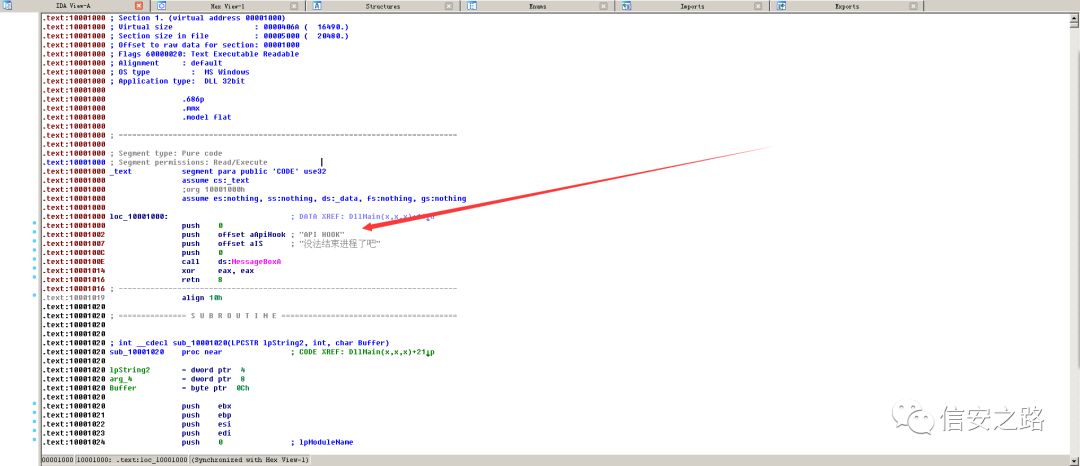 IDA View-A
Hex View-1
Structures
Enums
Imports
Exports
.text:10001000 ; Section 1. (virtual address 00001000)
.text:10001000 ; Virtual size : 0000406A ( 16490.)
.text:10001000 ; Section size in file : 00005000 ( 20480.)
.text:10001000 ; Offset to raw data for section: 00001000
.text:10001000 ; Flags 60000020: Text Executable Readable
.text:10001000 ; Alignment : default
.text:10001000 ; OS type : MS Windows
.text:10001000 ; Application type: DLL 32bit
.text:10001000
.text:10001000 .686p
.text:10001000 .mmx
.text:10001000 .model flat
.text:10001000
.text:10001000 ; ---------------------------------------------------------------------------
.text:10001000
.text:10001000 ; Segment type: Pure code
.text:10001000 ; Segment permissions: Read/Execute
.text:10001000 _text segment para public 'CODE' use32
.text:10001000 assume cs:_text
.text:10001000 ;org 10001000h
.text:10001000 assume es:nothing, ss:nothing, ds:_data, fs:nothing, gs:nothing
.text:10001000
.text:10001000 loc_10001000: ; DATA XREF: DllMain(x,x,x)+
.text:10001000 push 0
.text:10001002 push offset aApiHook ; "API HOOK"
.text:10001007 push offset aIS ; "没法结束进程了吧"
.text:1000100C push 0
.text:1000100E call ds:MessageBoxA
.text:10001014 xor eax, eax
.text:10001016 retn 8
.text:10001016 ; ---------------------------------------------------------------------------
.text:10001019 align 10h
.text:10001020
.text:10001020 ; =============== S U B R O U T I N E =======================================
.text:10001020
.text:10001020
.text:10001020 ; int __cdecl sub_10001020(LPCSTR lpString2, int, char Buffer)
.text:10001020 sub_10001020 proc near ; CODE XREF: DllMain(x,x,x)+21↓p
.text:10001020
.text:10001020 lpString2 = dword ptr 4
.text:10001020 arg_4 = dword ptr 8
.text:10001020 Buffer = byte ptr 0Ch
.text:10001020
.text:10001020 push ebx
.text:10001021 push ebp
.text:10001022 push esi
.text:10001023 push edi
.text:10001024 push 0 ; lpModuleName
信安之路
00001000 10001000: .text:loc_10001000 (Synchronized with Hex View-1)